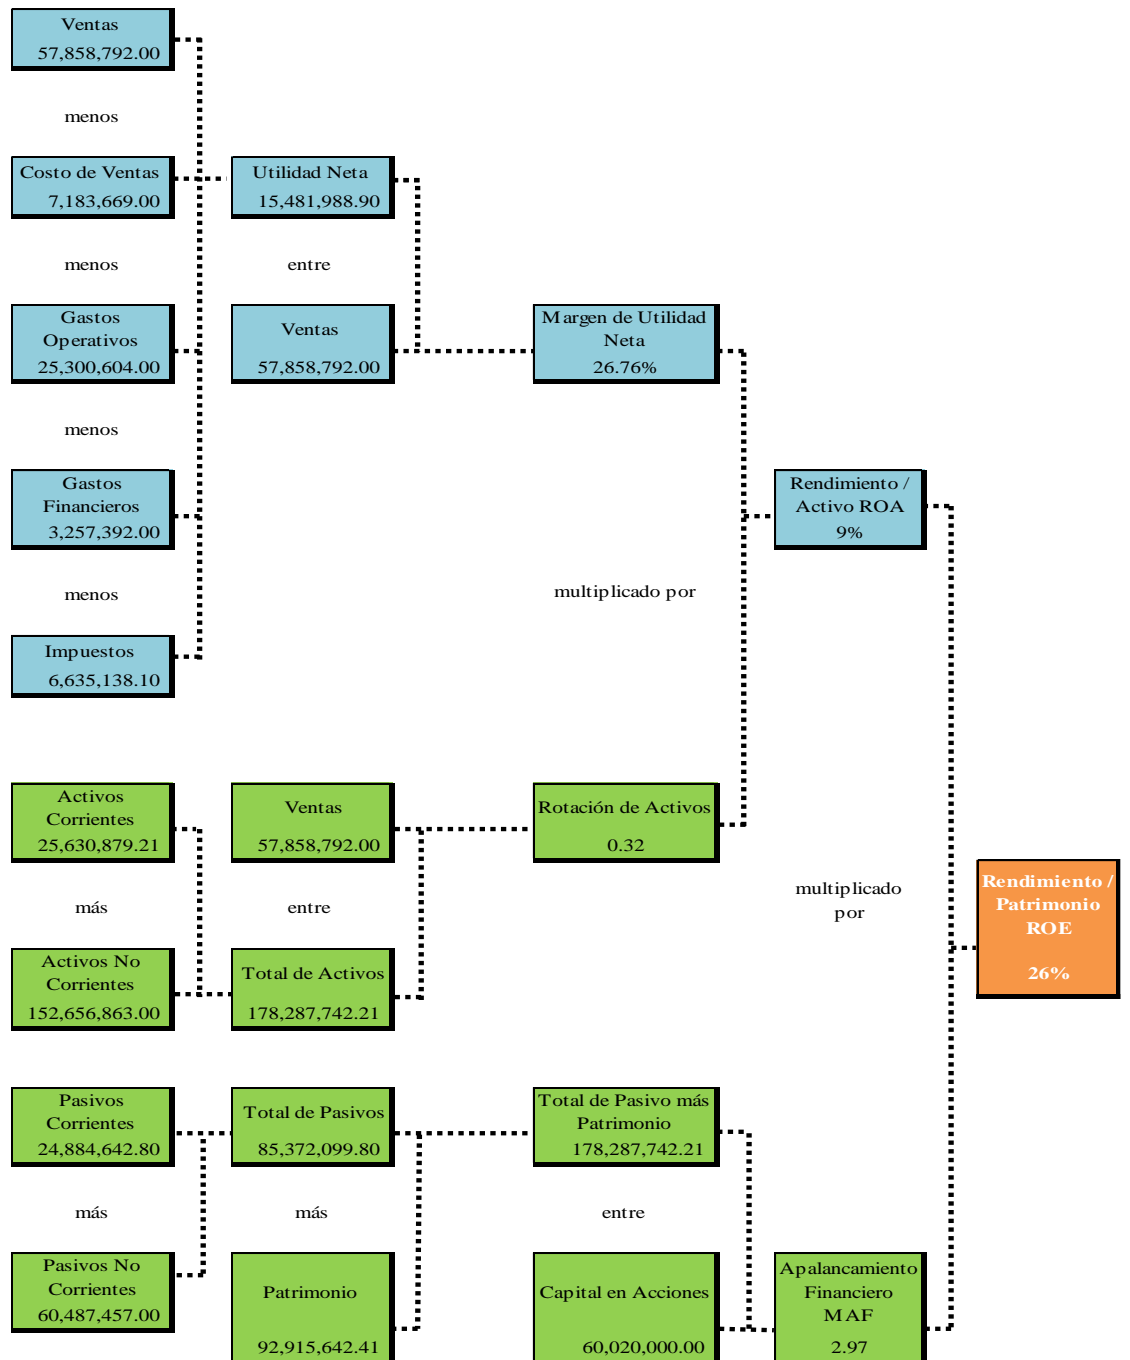 Ventas
57,858,792.00
menos
Costo de Ventas
7,183,669.00
Utilidad Neta
15,481,988.90
menos
entre
Gastos
Operativos
25,300,604.00
Ventas
57,858,792.00
Margen de Utilidad
Neta
26.76%
menos
Gastos
Financieros
3,257,392.00
Rendimiento /
Activo ROA
9%
menos
multiplicado por
Impuestos
6,635,138.10
Activos
Corrientes
25,630,879.21
Ventas
57,858,792.00
Rotación de Activos
0.32
más
entre
multiplicado
por
Rendimiento /
Patrimonio
ROE
26%
Activos No
Corrientes
152,656,863.00
Total de Activos
178,287,742.21
Pasivos
Corrientes
24,884,642.80
Total de Pasivos
85,372,099.80
Total de Pasivo más
Patrimonio
178,287,742.21
más
más
entre
Pasivos No
Corrientes
60,487,457.00
Patrimonio
92,915,642.41
Capital en Acciones
60,020,000.00
Apalancamiento
Financiero
MAF
2.97